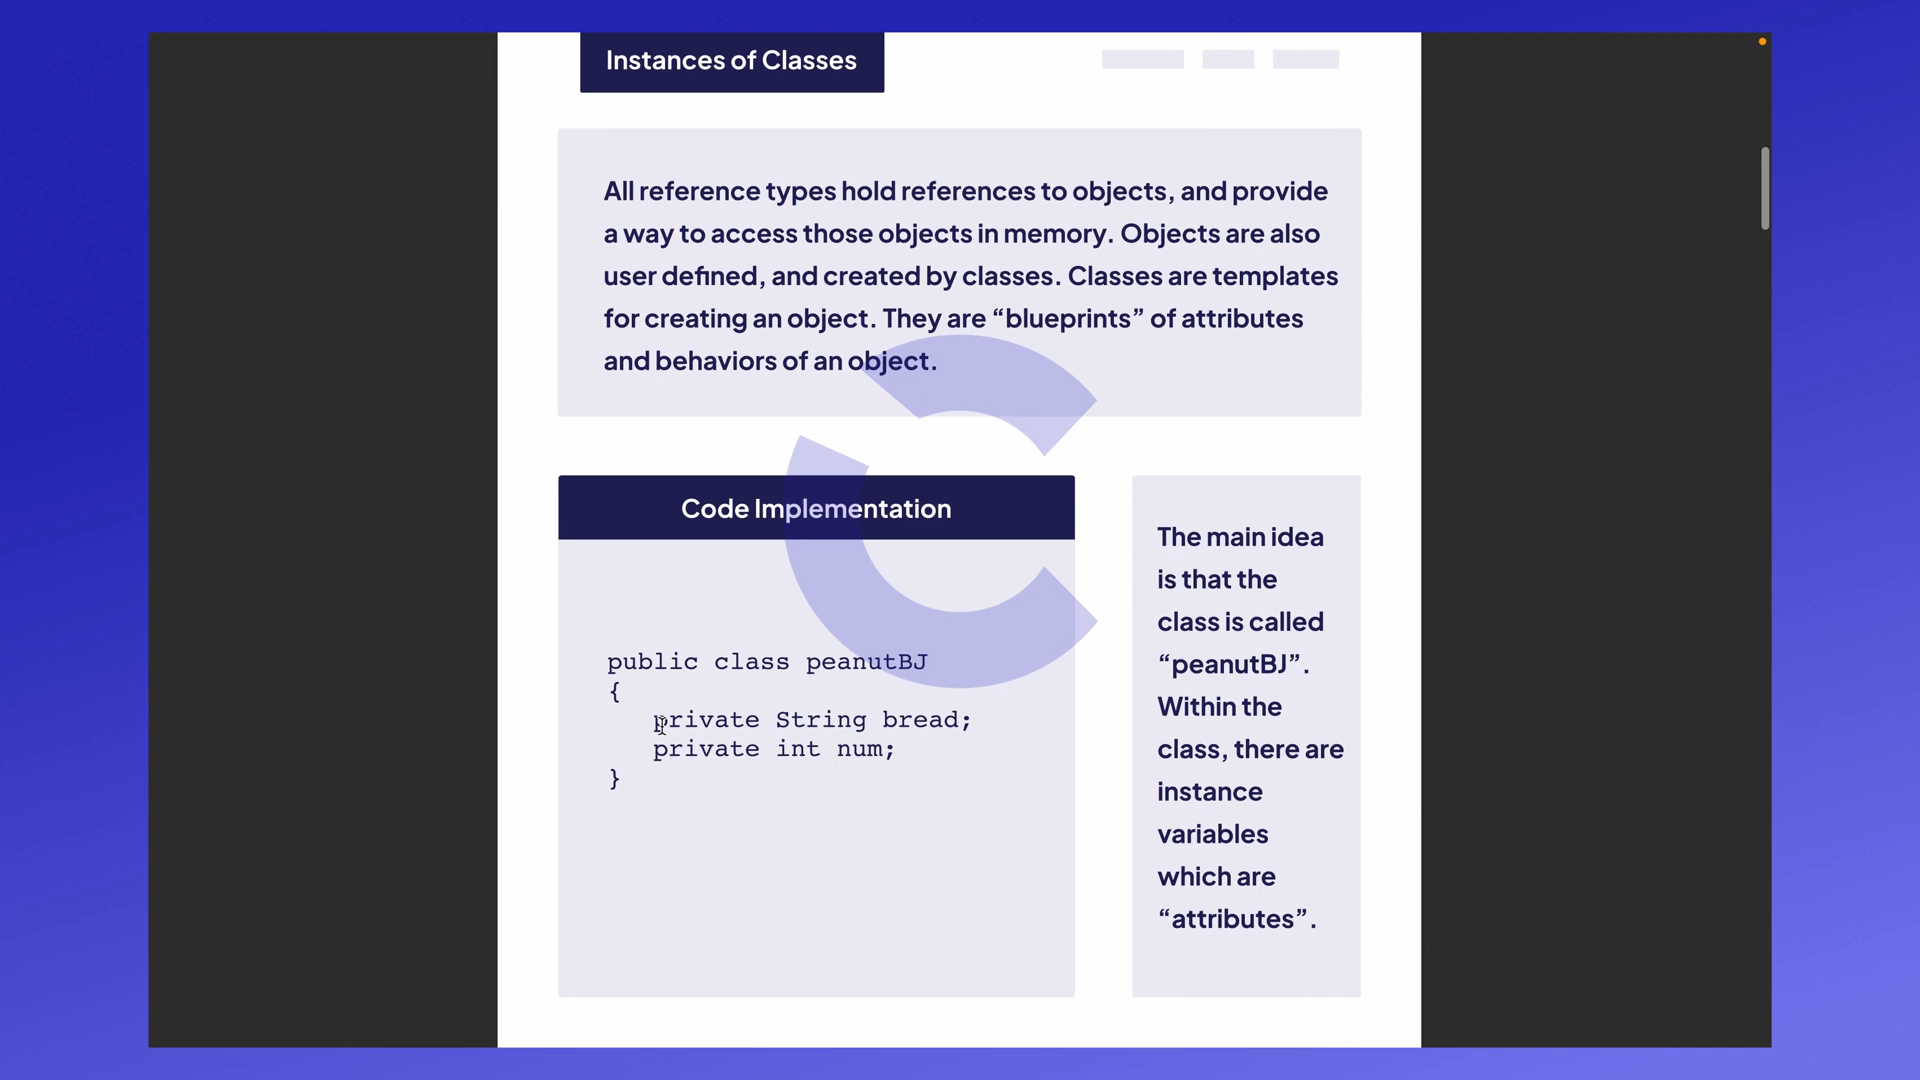 Instances of Classes
All reference types hold references to objects, and provide
a way to access those objects in memory. Objects are also
user defined, and created by classes. Classes are templates
for creating an object. They are “blueprints” of attributes
and behaviors of an object.
Code Implementation
public class peanutBJ
{
private String bread;
private int num;
}
The main idea
is that the
class is called
“peanutBJ”.
Within the
class, there are
instance
variables
which are
“attributes”.